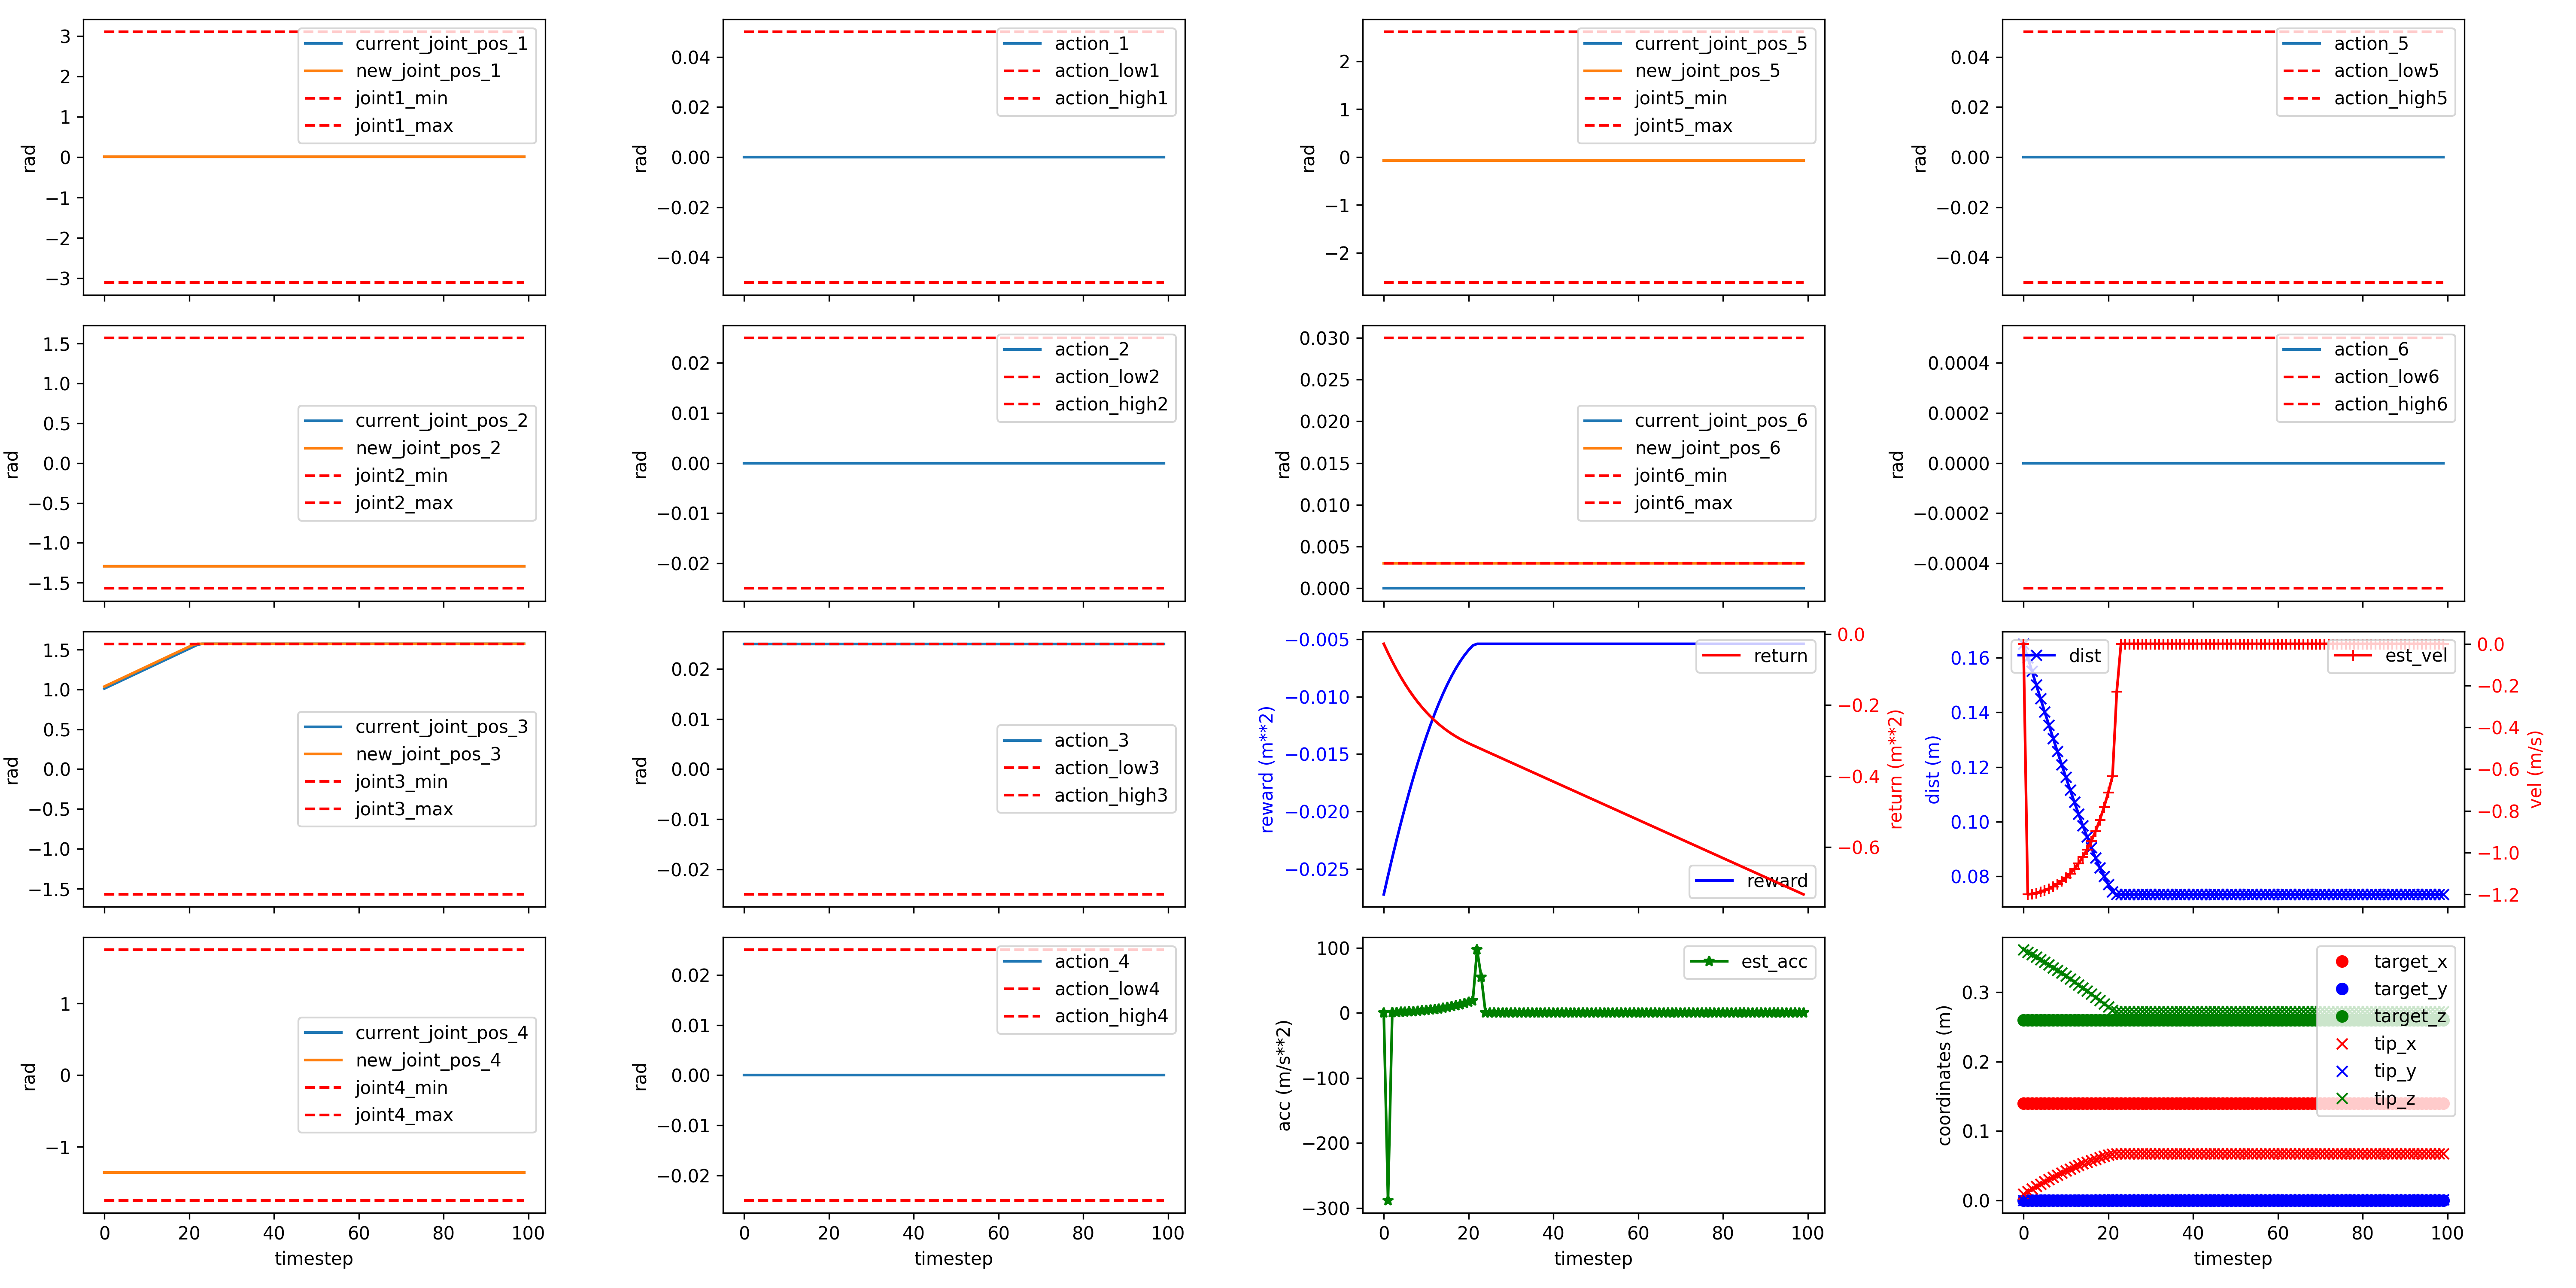 3
2
1
0
−1
−2
−3
rad
current_joint_pos_1
new_joint_pos_1
joint1_min
joint1_max
0.04
0.02
0.00
−0.02
−0.04
rad
action_1
action_low1
action_high1
2
1
0
−1
−2
rad
current_joint_pos_5
new_joint_pos_5
joint5_min
joint5_max
0.04
0.02
0.00
−0.02
−0.04
rad
action_5
action_low5
action_high5
1.5
1.0
0.5
0.0
−0.5
−1.0
−1.5
rad
current_joint_pos_2
new_joint_pos_2
joint2_min
joint2_max
0.02
0.01
0.00
−0.01
−0.02
rad
action_2
action_low2
action_high2
0.030
0.025
0.020
0.015
0.010
0.005
0.000
rad
current_joint_pos_6
new_joint_pos_6
joint6_min
joint6_max
0.0004
0.0002
0.0000
−0.0002
−0.0004
rad
action_6
action_low6
action_high6
1.5
1.0
0.5
0.0
−0.5
−1.0
−1.5
rad
current_joint_pos_3
new_joint_pos_3
joint3_min
joint3_max
0.02
0.01
0.00
−0.01
−0.02
rad
action_3
action_low3
action_high3
−0.005
−0.010
−0.015
−0.020
−0.025
reward (m**2)
return
reward
0.0
−0.2
−0.4
−0.6
return (m**2)
0.16
0.14
0.12
0.10
0.08
dist (m)
dist
est_vel
0.0
−0.2
−0.4
−0.6
−0.8
−1.0
−1.2
vel (m/s)
1
0
−1
rad
current_joint_pos_4
new_joint_pos_4
joint4_min
joint4_max
0 20 40 60 80 100
timestep
0.02
0.01
0.00
−0.01
−0.02
rad
action_4
action_low4
action_high4
0 20 40 60 80 100
timestep
100
0
−100
−200
−300
acc (m/s**2)
est_acc
0 20 40 60 80 100
timestep
0.3
0.2
0.1
0.0
coordinates (m)
target_x
target_y
target_z
tip_x
tip_y
tip_z
0 20 40 60 80 100
timestep